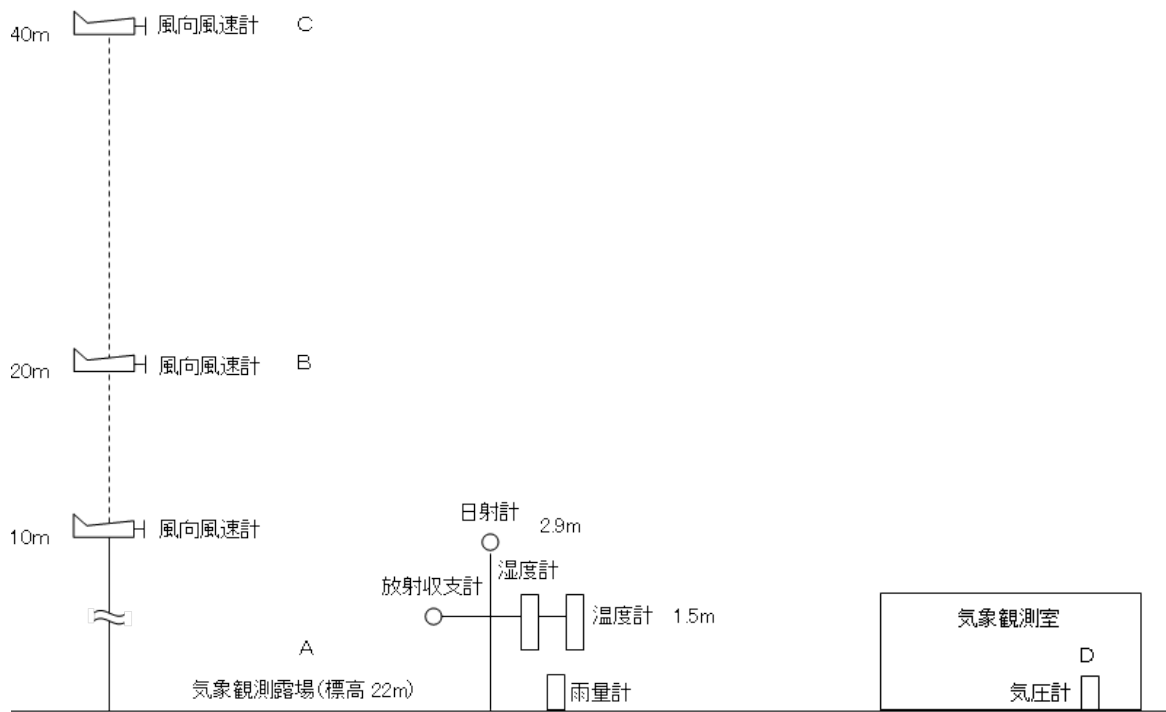 40m 風向風速計 C
20m 風向風速計 B
10m 風向風速計
日射計 2.9m
湿度計
放射収支計
温度計 1.5m
気象観測室
A
D
気象観測露場(標高 22m)
雨量計
気圧計